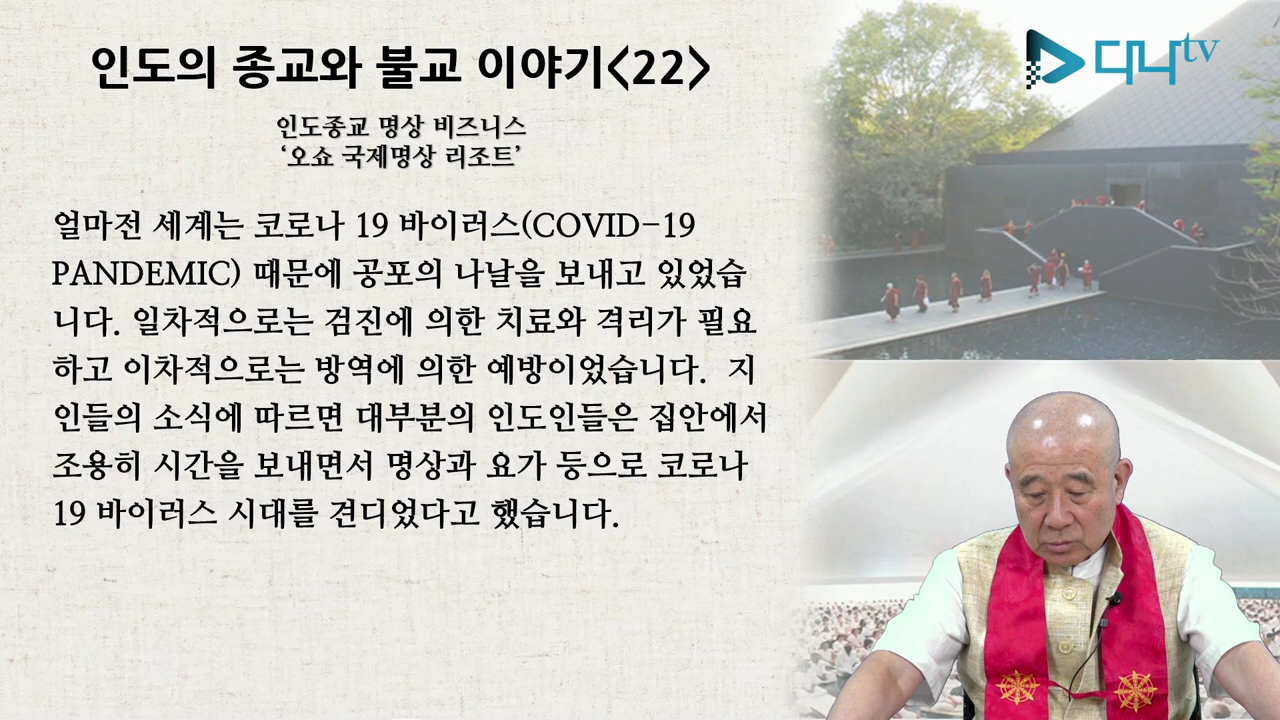 인도의 종교와 불교 이야기<22>
인도종교 명상 비즈니스
‘오쇼 국제명상 리조트’
다나tv
얼마전 세계는 코로나 19 바이러스(COVID-19
PANDEMIC) 때문에 공포의 나날을 보내고 있었습
니다. 일차적으로는 검진에 의한 치료와 격리가 필요
하고 이차적으로는 방역에 의한 예방이었습니다. 지
인들의 소식에 따르면 대부분의 인도인들은 집안에서
조용히 시간을 보내면서 명상과 요가 등으로 코로나
19 바이러스 시대를 견디었다고 했습니다.